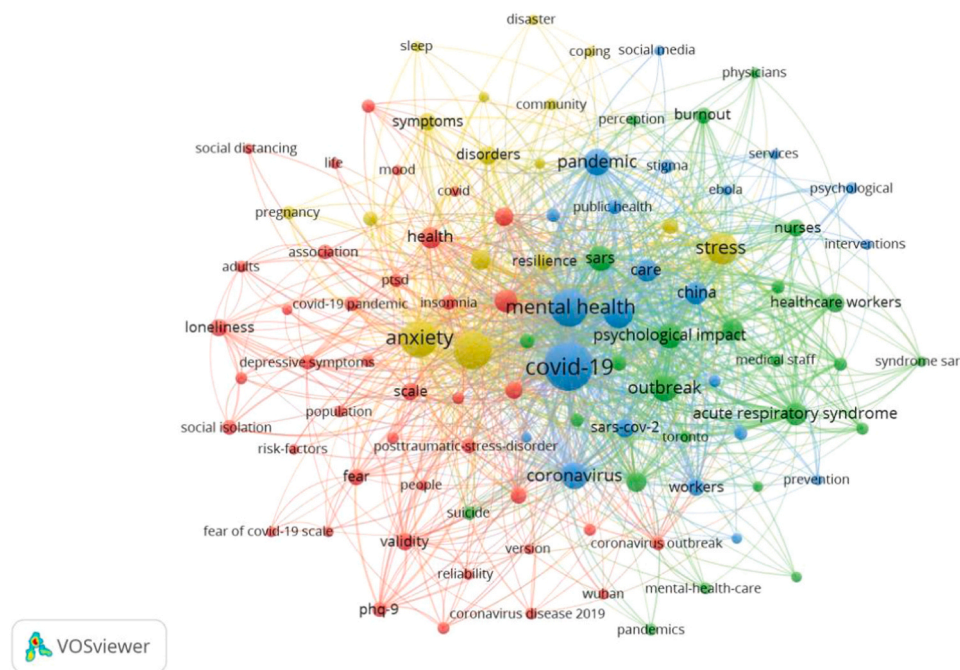 disaster
sleep
coping
social media
physicians
community
burnout
perception
symptoms
social distancing
disorders
pandemic
services
life
mood
stigma
covid
ebola
psychological
public health
pregnancy
nurses
health
interventions
stress
association
resilience
sars
adults
care
ptsd
china
covid-19 pandemic
insomnia
mental health
healthcare workers
loneliness
anxiety
psychological impact
depressive symptoms
covid-19
medical staff
syndrome sar
scale
outbreak
population
acute respiratory syndrome
social isolation
sars-cov-2
toronto
risk-factors
posttraumatic-stress-disorder
fear
people
coronavirus
workers
prevention
suicide
fear of covid-19 scale
validity
version
coronavirus outbreak
reliability
wuhan
mental-health-care
phq-9
coronavirus disease 2019
pandemics
VOSviewer